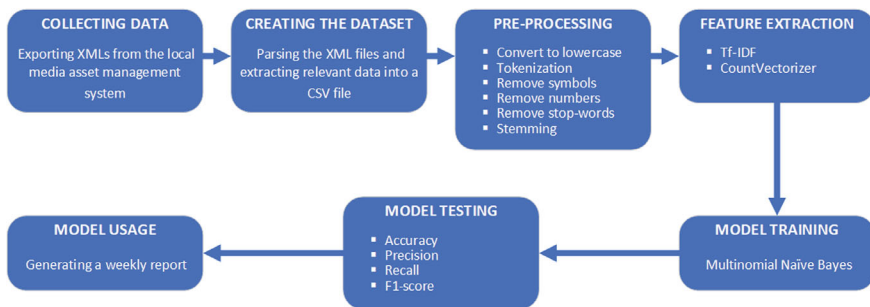 COLLECTING DATA
Exporting XMLs from the local
media asset management
system
CREATING THE DATASET
Parsing the XML files and
extracting relevant data into a
CSV file
PRE-PROCESSING
▪ Convert to lowercase
▪ Tokenization
▪ Remove symbols
▪ Remove numbers
▪ Remove stop-words
▪ Stemming
FEATURE EXTRACTION
▪ Tf-IDF
▪ CountVectorizer
MODEL TRAINING
Multinomial Naïve Bayes
MODEL TESTING
▪ Accuracy
▪ Precision
▪ Recall
▪ F1-score
MODEL USAGE
Generating a weekly report